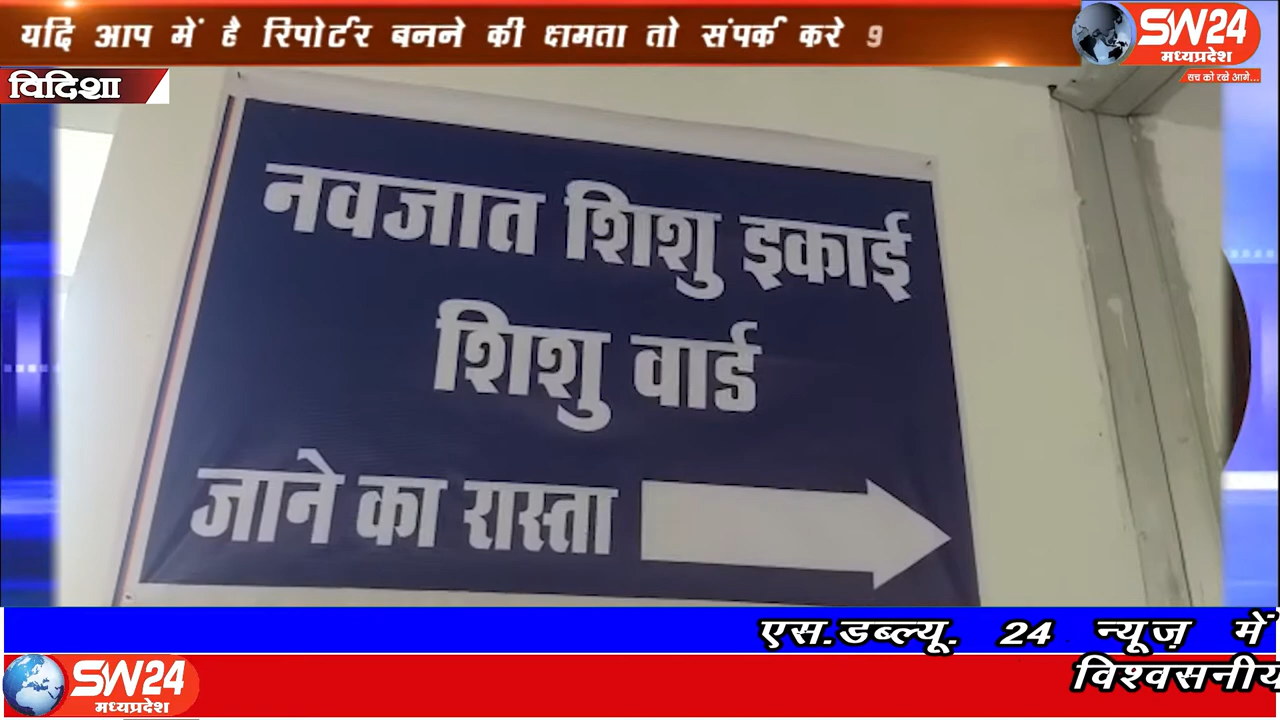 यदि आप में है रिपोर्टर बनने की क्षमता तो संपर्क करे 9
SW24
मध्यप्रदेश
सच को रखे आगे...
विदिशा
नवजात शिशु इकाई
शिशु वार्ड
जाने का रास्ता
एस.डब्ल्यू. 24 न्यूज़ में
विश्वसनीय
SW24
मध्यप्रदेश